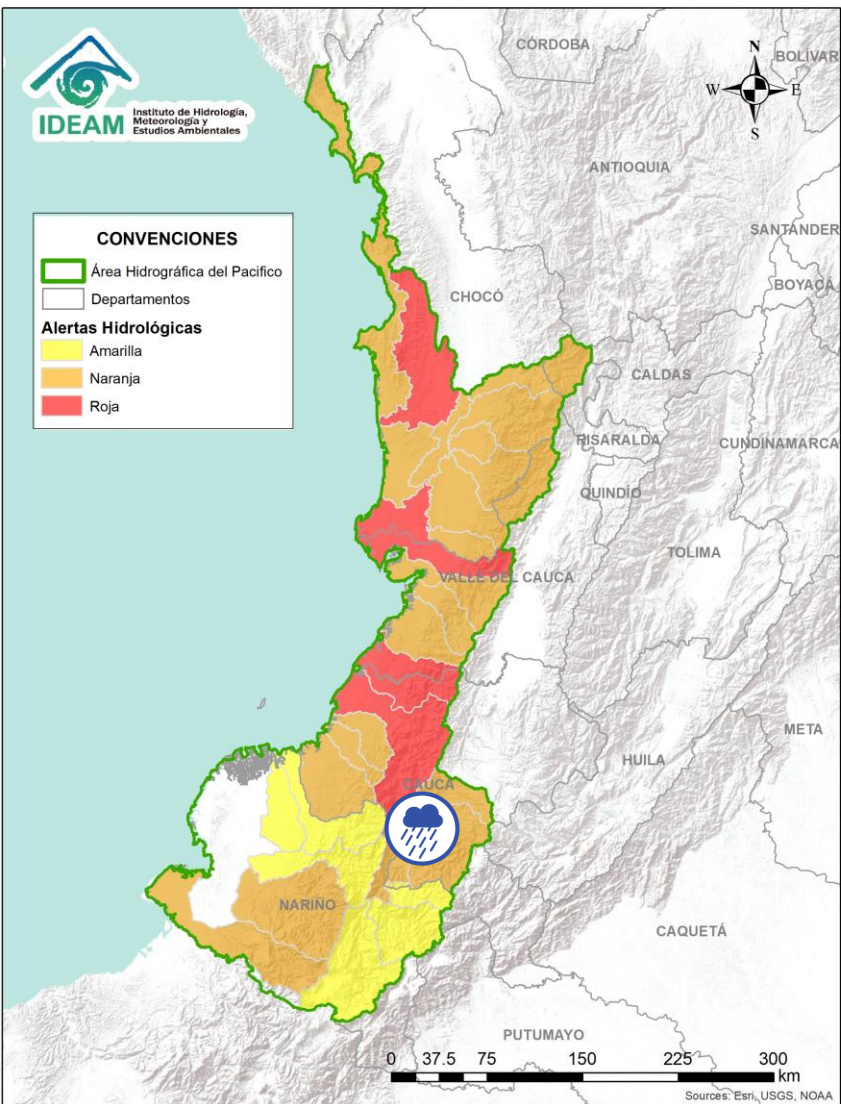 IDEAM
Instituto de Hidrología,
Meteorología y
Estudios Ambientales
CÓRDOBA
BOLÍVAR
N
W
E
S
ANTIOQUIA
SANTANDER
BOYACÁ
CONVENCIONES
Área Hidrográfica del Pacifico
Departamentos
Alertas Hidrológicas
Amarilla
Naranja
Roja
CHOCÓ
CALDAS
RISARALDA
CUNDINAMARCA
QUINDÍO
TOLIMA
VALLE DEL CAUCA
META
HUILA
CAUCA
NARIÑO
CAQUETÁ
PUTUMAYO
0 37.5 75 150 225 300
km
Sources: Esri, USGS, NOAA